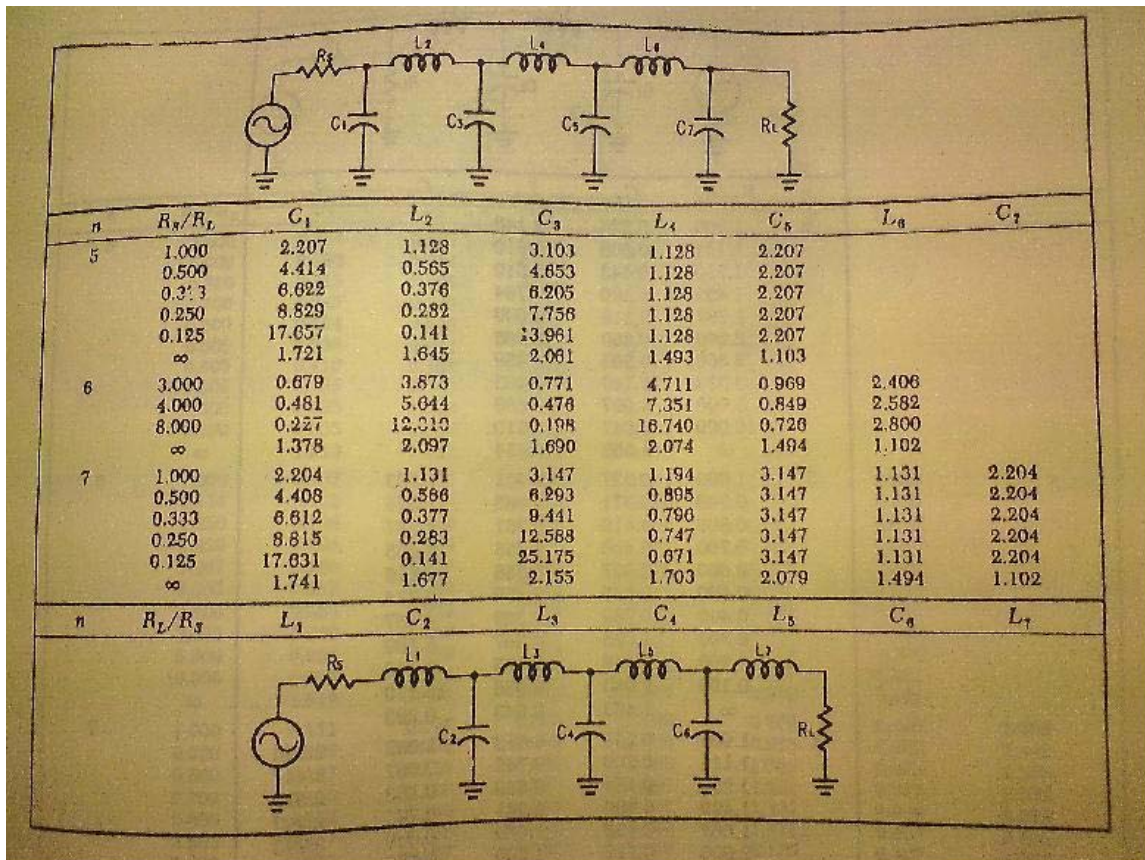 L2 L4 L6
Rs
C1 C3 C5 C7 RL
n Rs/RL C1 L2 C3 L4 C5 L6 C7
5 1.000 2.207 1.128 3.103 1.128 2.207
0.500 4.414 0.565 4.653 1.128 2.207
6.622 0.376 6.205 1.128 2.207
0.250 8.829 0.282 7.756 1.128 2.207
0.125 17.657 0.141 13.961 1.128 2.207
∞ 1.721 1.645 2.061 1.493 1.103
6 3.000 0.679 3.873 0.771 4.711 0.969 2.406
4.000 0.481 5.644 0.476 7.351 0.849 2.582
8.000 0.227 0.198 16.740 0.726 2.800
∞ 1.378 2.097 1.690 2.074 1.494 1.102
7 1.000 2.204 1.131 3.147 1.194 3.147 1.131 2.204
0.500 4.408 0.566 6.293 0.895 3.147 1.131 2.204
0.333 6.612 0.377 9.441 0.796 3.147 1.131 2.204
0.250 8.815 0.283 12.588 0.747 3.147 1.131 2.204
0.125 17.631 0.141 25.175 0.671 3.147 1.131 2.204
∞ 1.741 1.677 2.155 1.703 2.079 1.494 1.102
n RL/RS L1 C2 L3 C4 L5 C6 L7
Rs L1 L3 L5 L7
C2 C4 C6 RL